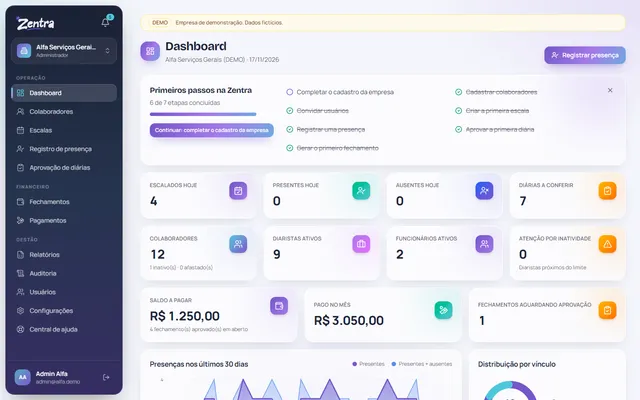 Zentra
Alfa Serviços Gerai...
Administrador
OPERAÇÃO
Dashboard
Colaboradores
Escalas
Registro de presença
Aprovação de diárias
FINANCEIRO
Fechamentos
Pagamentos
GESTÃO
Relatórios
Auditoria
Usuários
Configurações
Central de ajuda
AA
Admin Alfa
admin@alfa.demo
DEMO Empresa de demonstração. Dados fictícios.
Dashboard
Alfa Serviços Gerais (DEMO) · 17/11/2026
Registrar presença
Primeiros passos na Zentra
6 de 7 etapas concluídas
Continuar: completar o cadastro da empresa
Completar o cadastro da empresa
Cadastrar colaboradores
Convidar usuários
Criar a primeira escala
Registrar uma presença
Aprovar a primeira diária
Gerar o primeiro fechamento
ESCALADOS HOJE
4
PRESENTES HOJE
0
AUSENTES HOJE
0
DIÁRIAS A CONFERIR
7
COLABORADORES
12
1 inativo(s) · 0 afastado(s)
DIARISTAS ATIVOS
9
FUNCIONÁRIOS ATIVOS
2
ATENÇÃO POR INATIVIDADE
0
Diaristas próximos do limite
SALDO A PAGAR
R$ 1.250,00
4 fechamento(s) aprovado(s) em aberto
PAGO NO MÊS
R$ 3.050,00
FECHAMENTOS AGUARDANDO APROVAÇÃO
1
Presenças nos últimos 30 dias
Presentes
Presentes + ausentes
Distribuição por vínculo